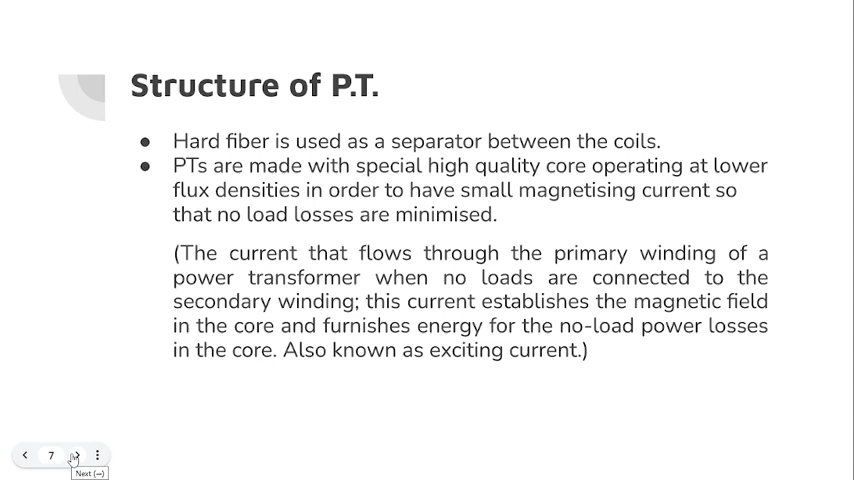 Structure of P.T.
● Hard fiber is used as a separator between the coils.
● PTs are made with special high quality core operating at lower
flux densities in order to have small magnetising current so
that no load losses are minimised.
(The current that flows through the primary winding of a
power transformer when no loads are connected to the
secondary winding; this current establishes the magnetic field
in the core and furnishes energy for the no-load power losses
in the core. Also known as exciting current.)
7
Next (→)